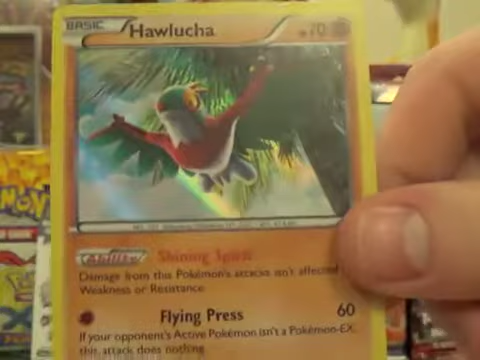 BASIC
Hawlucha
70
Ability
Shining Spirit
Damage from this Pokémon's attacks isn't affected
Weakness or Resistance.
Flying Press 60
If your opponent's Active Pokémon isn't a Pokémon-EX,
this attack does nothing